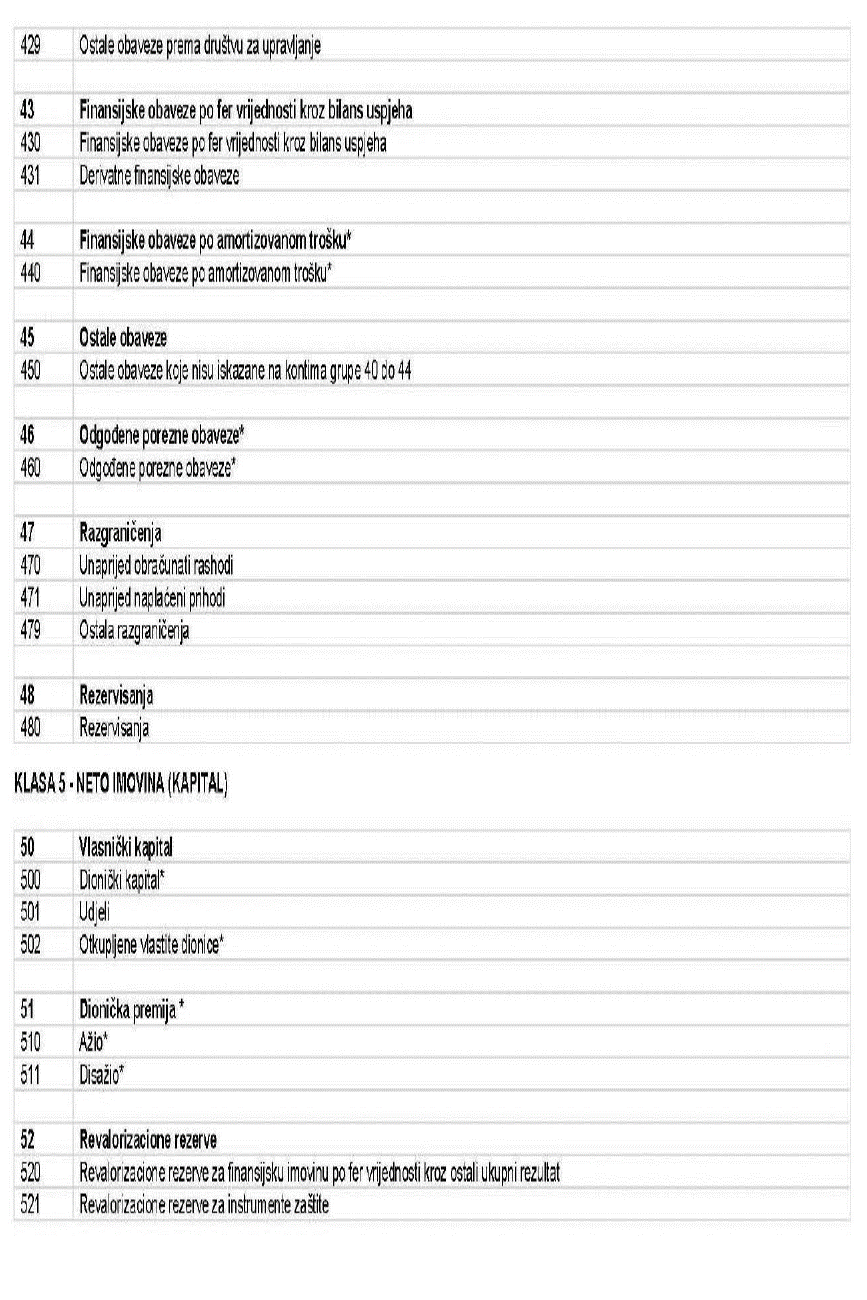 429 Ostale obaveze prema društvu za upravljanje
43 Finansijske obaveze po fer vrijednosti kroz bilans uspjeha
430 Finansijske obaveze po fer vrijednosti kroz bilans uspjeha
431 Derivatne finansijske obaveze
44 Finansijske obaveze po amortizovanom trošku*
440 Finansijske obaveze po amortizovanom trošku*
45 Ostale obaveze
450 Ostale obaveze koje nisu iskazane na kontima grupe 40 do 44
46 Odgođene porezne obaveze*
460 Odgođene porezne obaveze*
47 Razgraničenja
470 Unaprijed obračunati rashodi
471 Unaprijed naplaćeni prihodi
479 Ostala razgraničenja
48 Rezervisanja
480 Rezervisanja
KLASA 5 - NETO IMOVINA (KAPITAL)
50 Vlasnički kapital
500 Dionički kapital*
501 Udjeli
502 Otkupljene vlastite dionice*
51 Dionička premija *
510 Ažio*
511 Disažio*
52 Revalorizacione rezerve
520 Revalorizacione rezerve za finansijsku imovinu po fer vrijednosti kroz ostali ukupni rezultat
521 Revalorizacione rezerve za instrumente zaštite